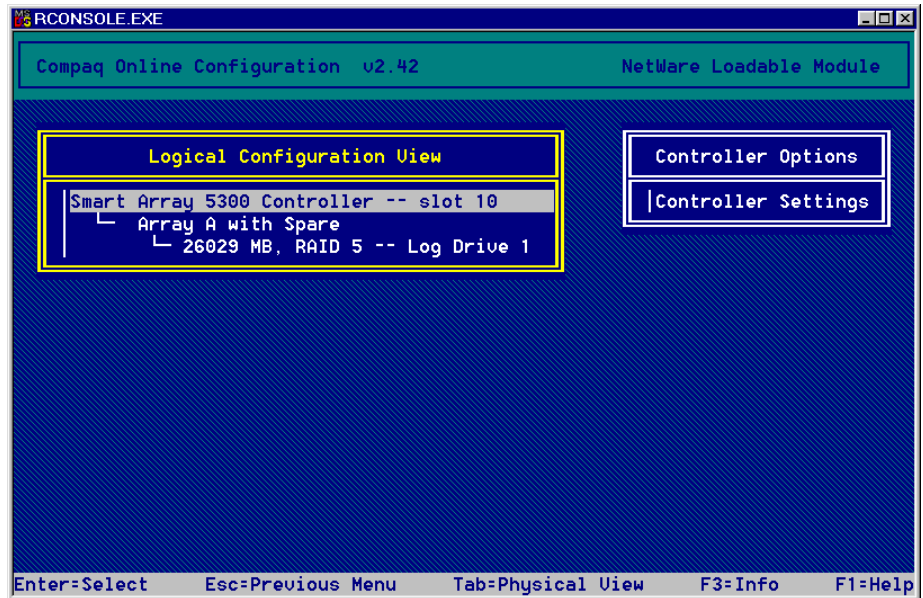 RCONSOLE.EXE
Compaq Online Configuration v2.42 NetWare Loadable Module
Logical Configuration View
Smart Array 5300 Controller -- slot 10
Array A with Spare
26029 MB, RAID 5 -- Log Drive 1
Controller Options
Controller Settings
Enter=Select Esc=Previous Menu Tab=Physical View F3=Info F1=Help